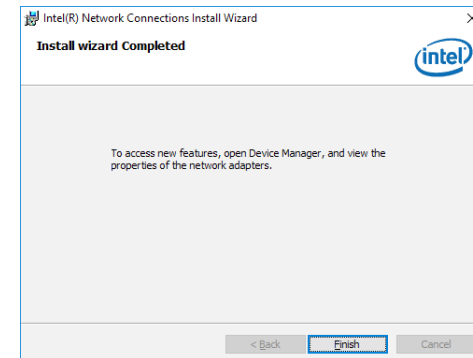 Intel(R) Network Connections Install Wizard
Install wizard Completed
intel
To access new features, open Device Manager, and view the
properties of the network adapters.
< Back
Finish
Cancel